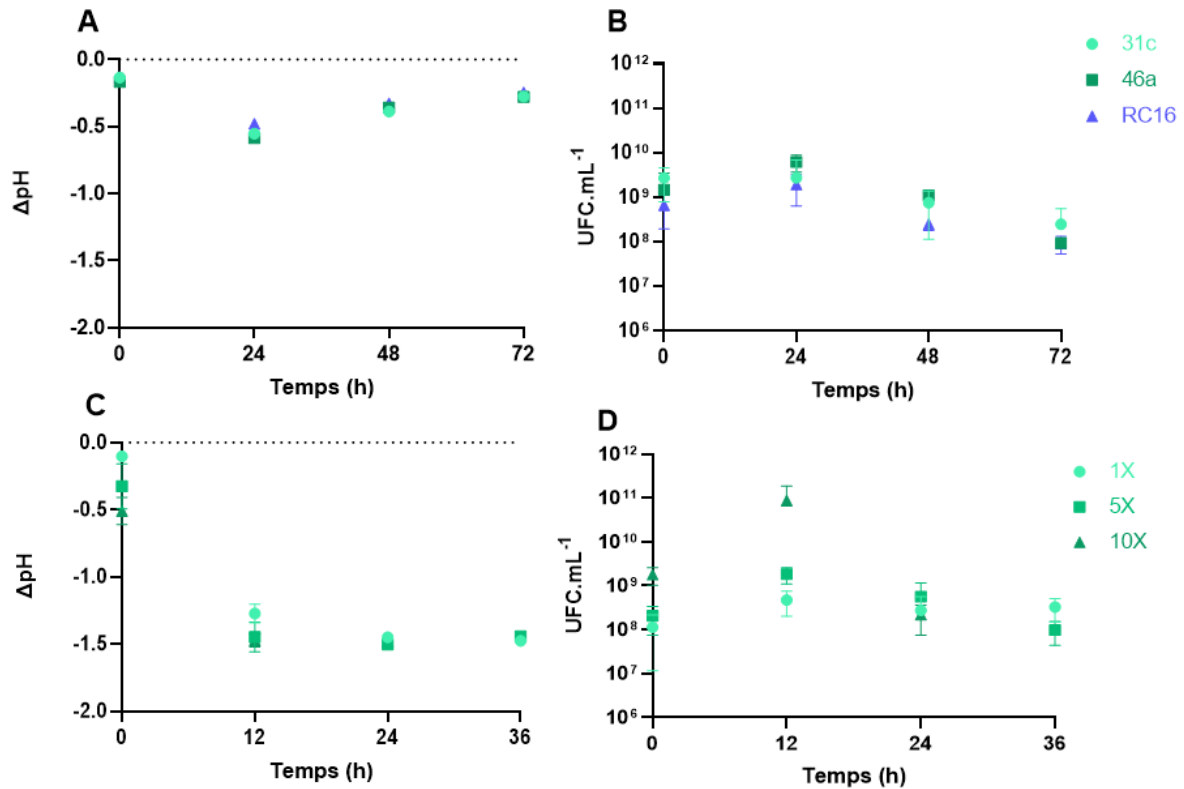 A
0.0
-0.5
-1.0
-1.5
-2.0
ΔpH
0
24
48
72
Temps (h)
B
10¹²
10¹¹
10¹⁰
10⁹
10⁸
10⁷
10⁶
UFC.mL⁻¹
0
24
48
72
Temps (h)
31c
46a
RC16
C
0.0
-0.5
-1.0
-1.5
-2.0
ΔpH
0
12
24
36
Temps (h)
D
10¹²
10¹¹
10¹⁰
10⁹
10⁸
10⁷
10⁶
UFC.mL⁻¹
0
12
24
36
Temps (h)
1X
5X
10X